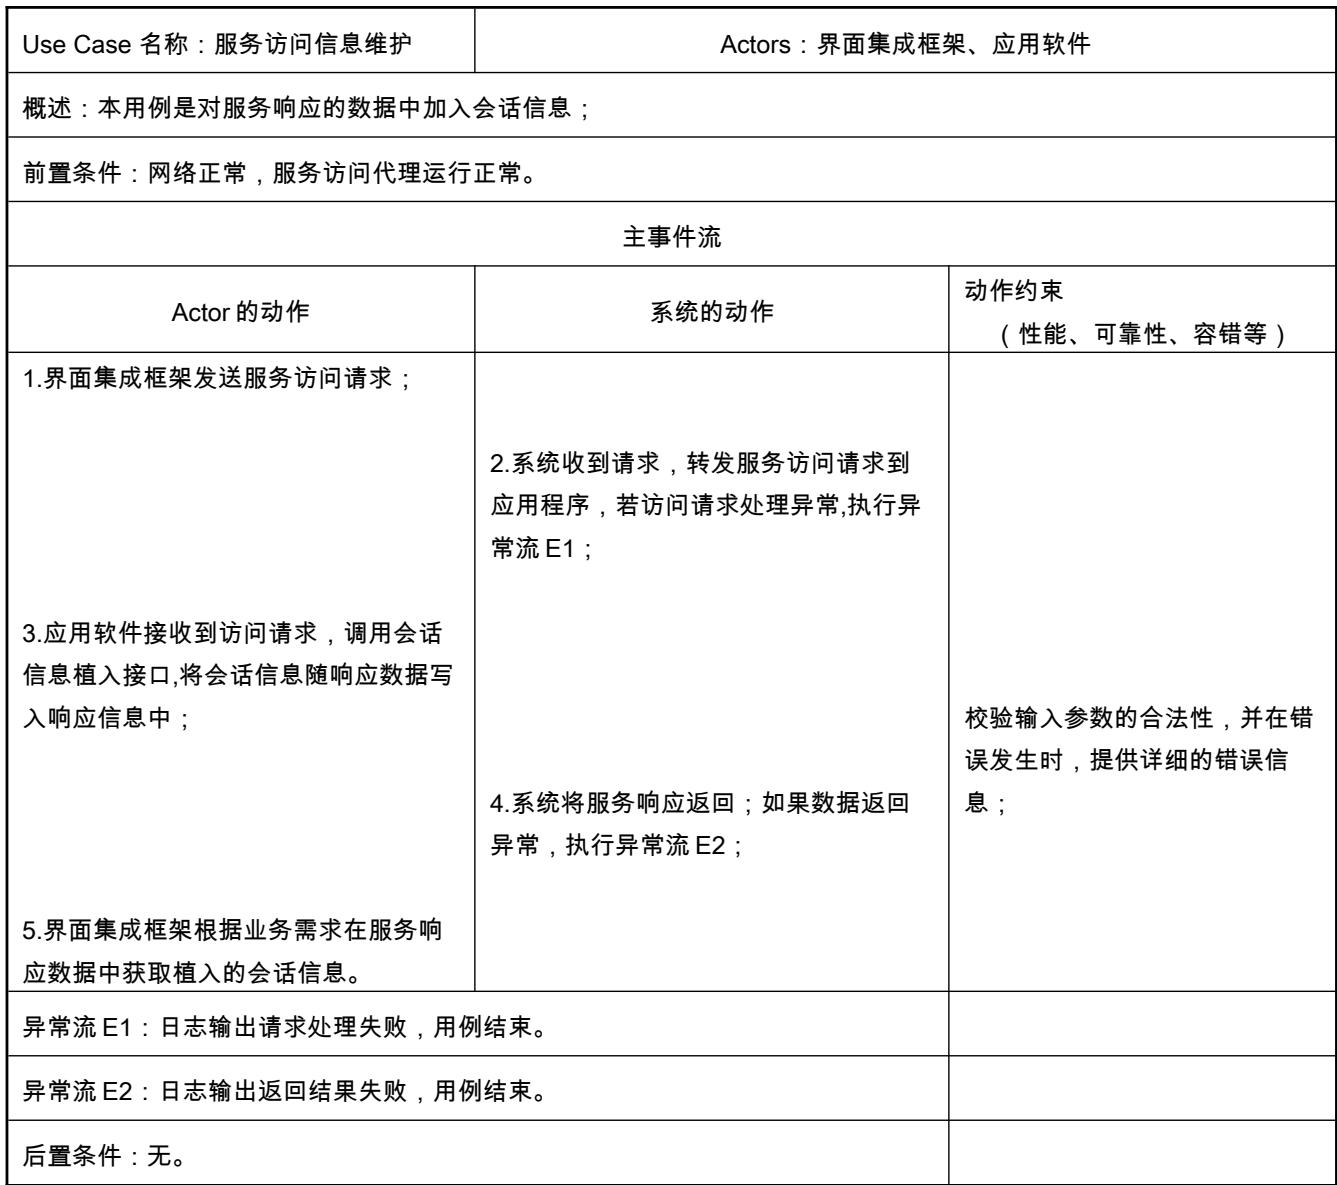 Use Case 名称：服务访问信息维护
Actors：界面集成框架、应用软件
概述：本用例是对服务响应的数据中加入会话信息；
前置条件：网络正常，服务访问代理运行正常。
主事件流
Actor 的动作
系统的动作
动作约束
（性能、可靠性、容错等）
1.界面集成框架发送服务访问请求；
2.系统收到请求，转发服务访问请求到
应用程序，若访问请求处理异常,执行异
常流 E1；
3.应用软件接收到访问请求，调用会话
信息植入接口,将会话信息随响应数据写
入响应信息中；
4.系统将服务响应返回；如果数据返回
异常，执行异常流 E2；
5.界面集成框架根据业务需求在服务响
应数据中获取植入的会话信息。
校验输入参数的合法性，并在错
误发生时，提供详细的错误信
息；
异常流 E1：日志输出请求处理失败，用例结束。
异常流 E2：日志输出返回结果失败，用例结束。
后置条件：无。